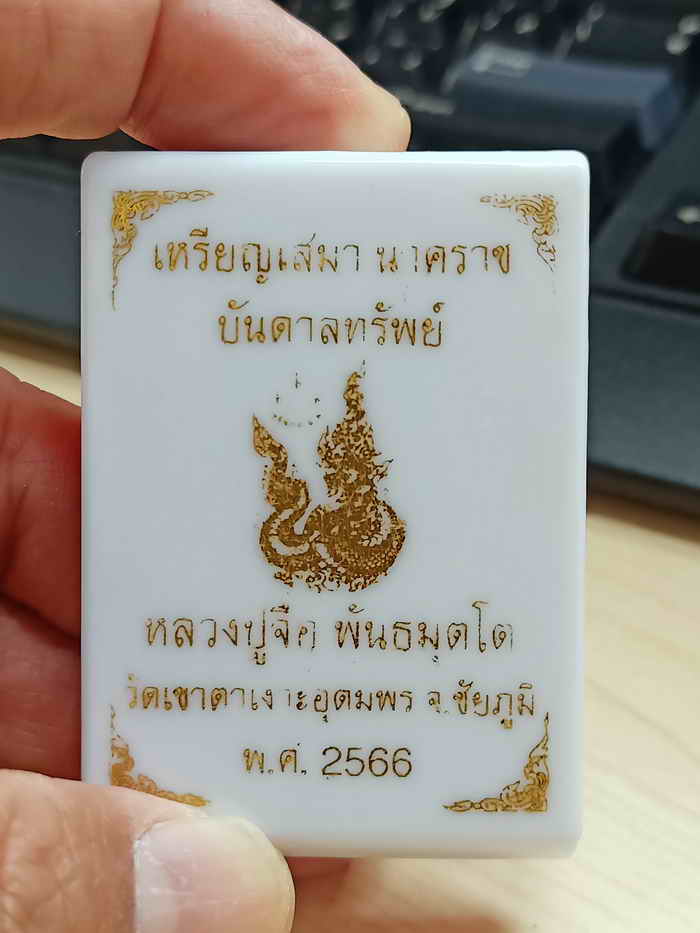 เหรียญเสมา นาคราช
บันดาลทรัพย์
หลวงปู่จื่อ พันธมุตโต
วัดเขาตาเงาะอุดมพร จ.ชัยภูมิ
พ.ศ. 2566